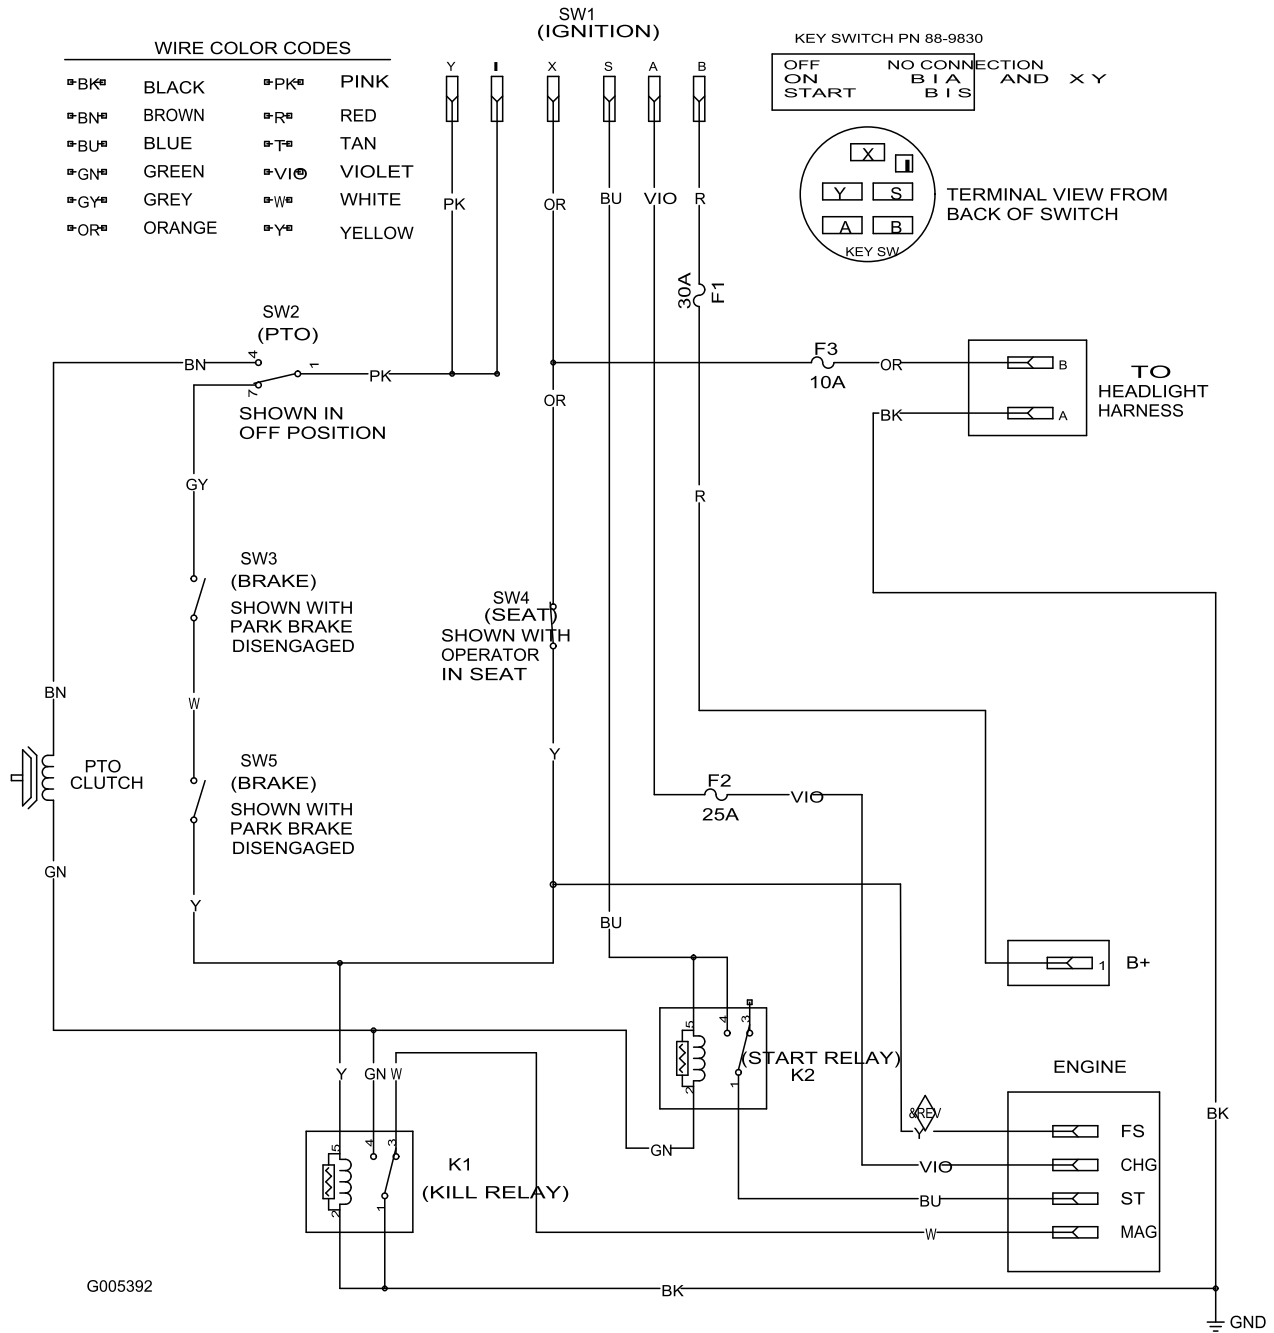 SW1
(IGNITION)
WIRE COLOR CODES
BK BLACK
BN BROWN
BU BLUE
GN GREEN
GY GREY
OR ORANGE
PK PINK
R RED
T TAN
VIO VIOLET
W WHITE
Y YELLOW
Y I X S A B
KEY SWITCH PN 88-9830
OFF NO CONNECTION
ON B I A AND X Y
START B I S
X
I
Y S
A B
KEY SW
TERMINAL VIEW FROM
BACK OF SWITCH
PK
OR
BU
VIO
R
30A
F1
SW2
(PTO)
4
1
7
BN
PK
SHOWN IN
OFF POSITION
F3
10A
OR
BK
B
A
TO
HEADLIGHT
HARNESS
OR
GY
R
SW3
(BRAKE)
SHOWN WITH
PARK BRAKE
DISENGAGED
SW4
(SEAT)
SHOWN WITH
OPERATOR
IN SEAT
BN
W
Y
SW5
(BRAKE)
SHOWN WITH
PARK BRAKE
DISENGAGED
PTO
CLUTCH
F2
25A
VIO
GN
Y
BU
1
B+
5
4
3
2
1
(START RELAY)
K2
Y
GN
W
5
4
3
2
1
K1
(KILL RELAY)
GN
ENGINE
&REV
Y
FS
VIO
CHG
BU
ST
W
MAG
BK
G005392
BK
GND